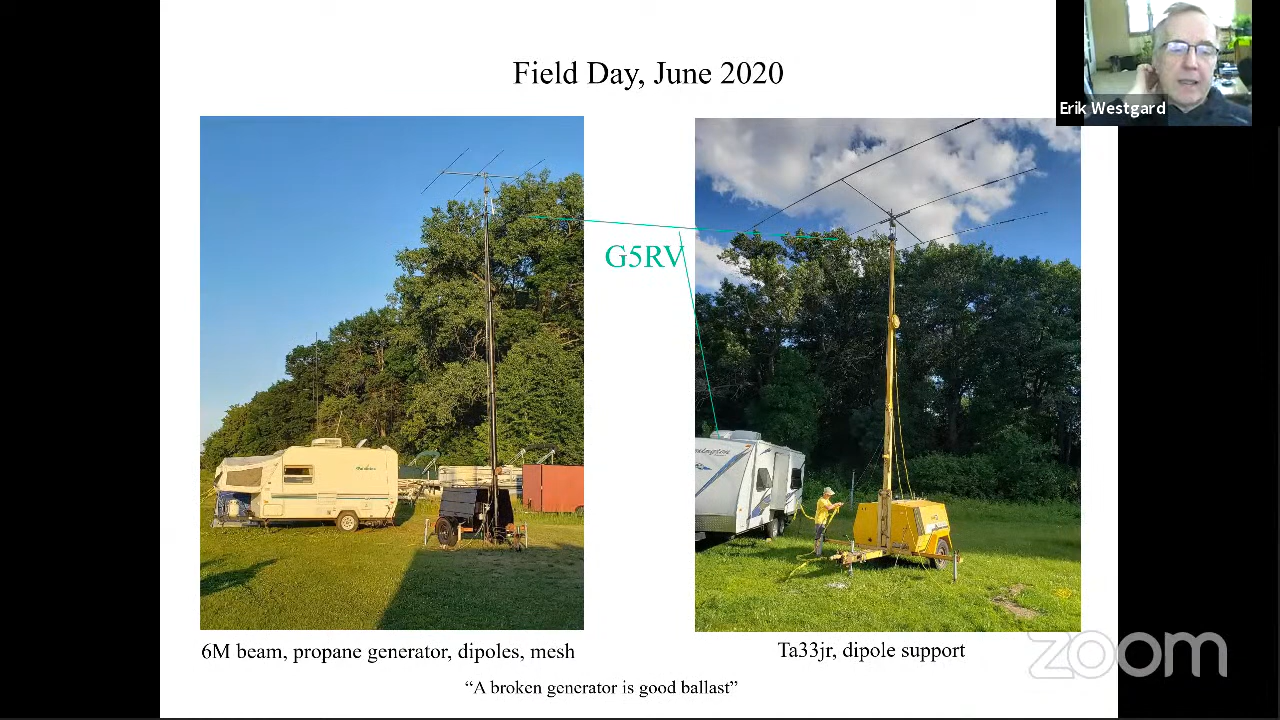 Field Day, June 2020
Erik Westgard
G5RV
6M beam, propane generator, dipoles, mesh
Ta33jr, dipole support
“A broken generator is good ballast”
zoom